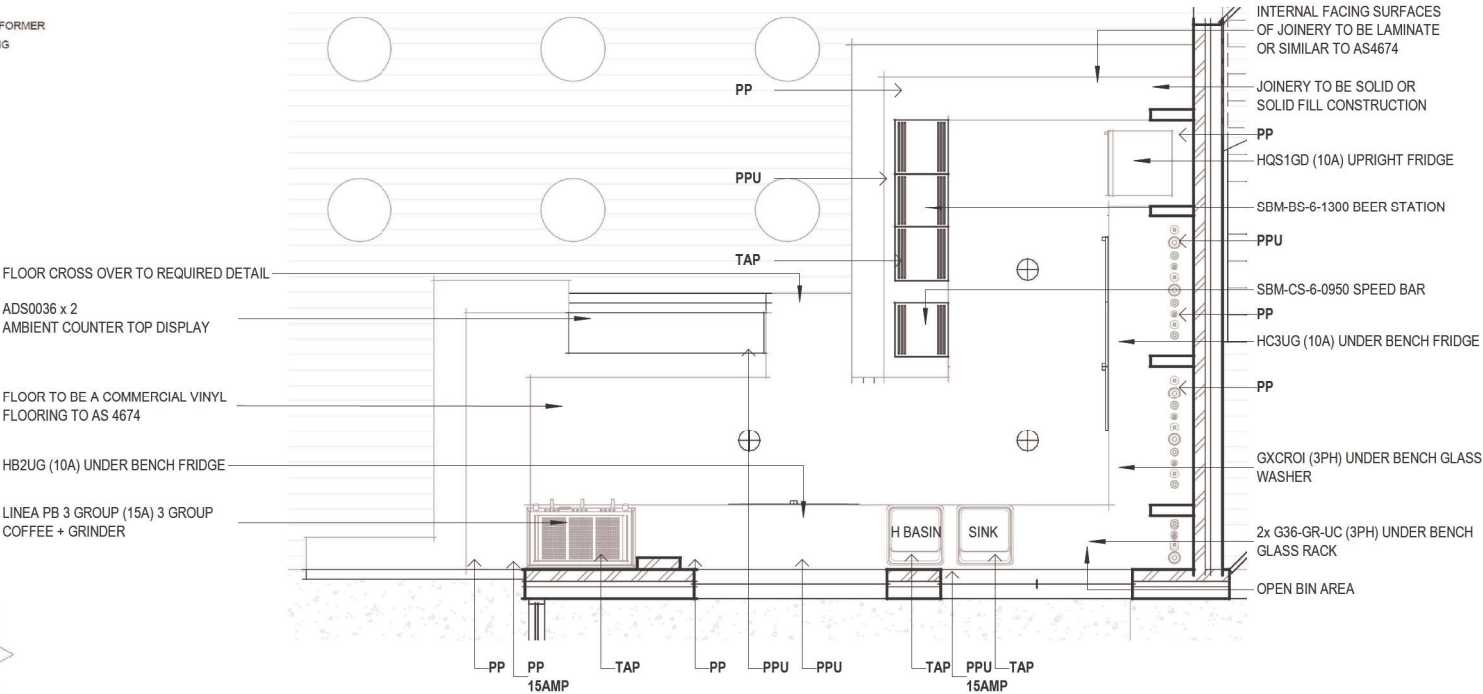 FORMER
INTERNAL FACING SURFACES
OF JOINERY TO BE LAMINATE
OR SIMILAR TO AS4674
PP
JOINERY TO BE SOLID OR
SOLID FILL CONSTRUCTION
PP
HQS1GD (10A) UPRIGHT FRIDGE
PPU
SBM-BS-6-1300 BEER STATION
PPU
TAP
FLOOR CROSS OVER TO REQUIRED DETAIL
SBM-CS-6-0950 SPEED BAR
ADS0036 x 2
AMBIENT COUNTER TOP DISPLAY
PP
HC3UG (10A) UNDER BENCH FRIDGE
PP
FLOOR TO BE A COMMERCIAL VINYL
FLOORING TO AS 4674
HB2UG (10A) UNDER BENCH FRIDGE
GXCROI (3PH) UNDER BENCH GLASS
WASHER
LINEA PB 3 GROUP (15A) 3 GROUP
COFFEE + GRINDER
H BASIN
SINK
2x G36-GR-UC (3PH) UNDER BENCH
GLASS RACK
OPEN BIN AREA
PP
PP
15AMP
TAP
PP
PPU
PPU
TAP
PPU
15AMP
TAP